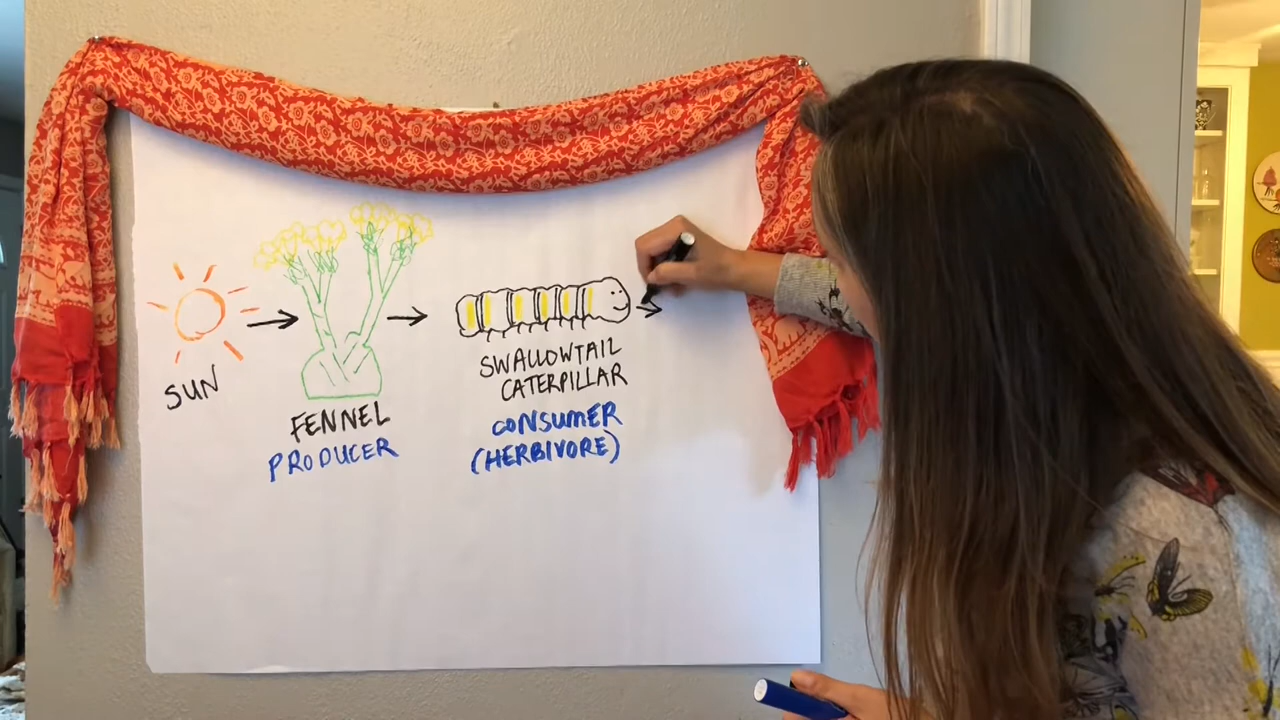 SUN
FENNEL
PRODUCER
SWALLOWTAIL
CATERPILLAR
CONSUMER
(HERBIVORE)